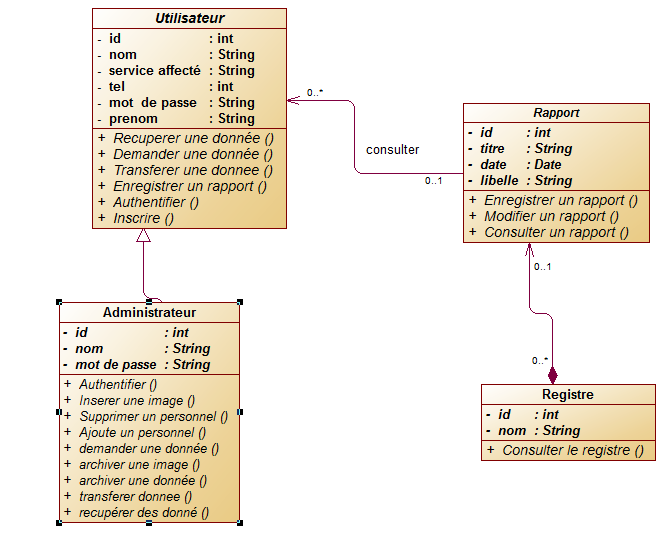 Utilisateur
- id : int
- nom : String
- service affecté : String
- tel : int
- mot de passe : String
- prenom : String
+ Recuperer une donnée ()
+ Demander une donnée ()
+ Transferer une donnee ()
+ Enregistrer un rapport ()
+ Authentifier ()
+ Inscrire ()
0..*
consulter
0..1
Rapport
- id : int
- titre : String
- date : Date
- libelle : String
+ Enregistrer un rapport ()
+ Modifier un rapport ()
+ Consulter un rapport ()
0..1
0..*
Administrateur
- id : int
- nom : String
- mot de passe : String
+ Authentifier ()
+ Inserer une image ()
+ Supprimer un personnel ()
+ Ajoute un personnel ()
+ demander une donnée ()
+ archiver une image ()
+ archiver une donnée ()
+ transferer donnee ()
+ recupérer des donné ()
Registre
- id : int
- nom : String
+ Consulter le registre ()